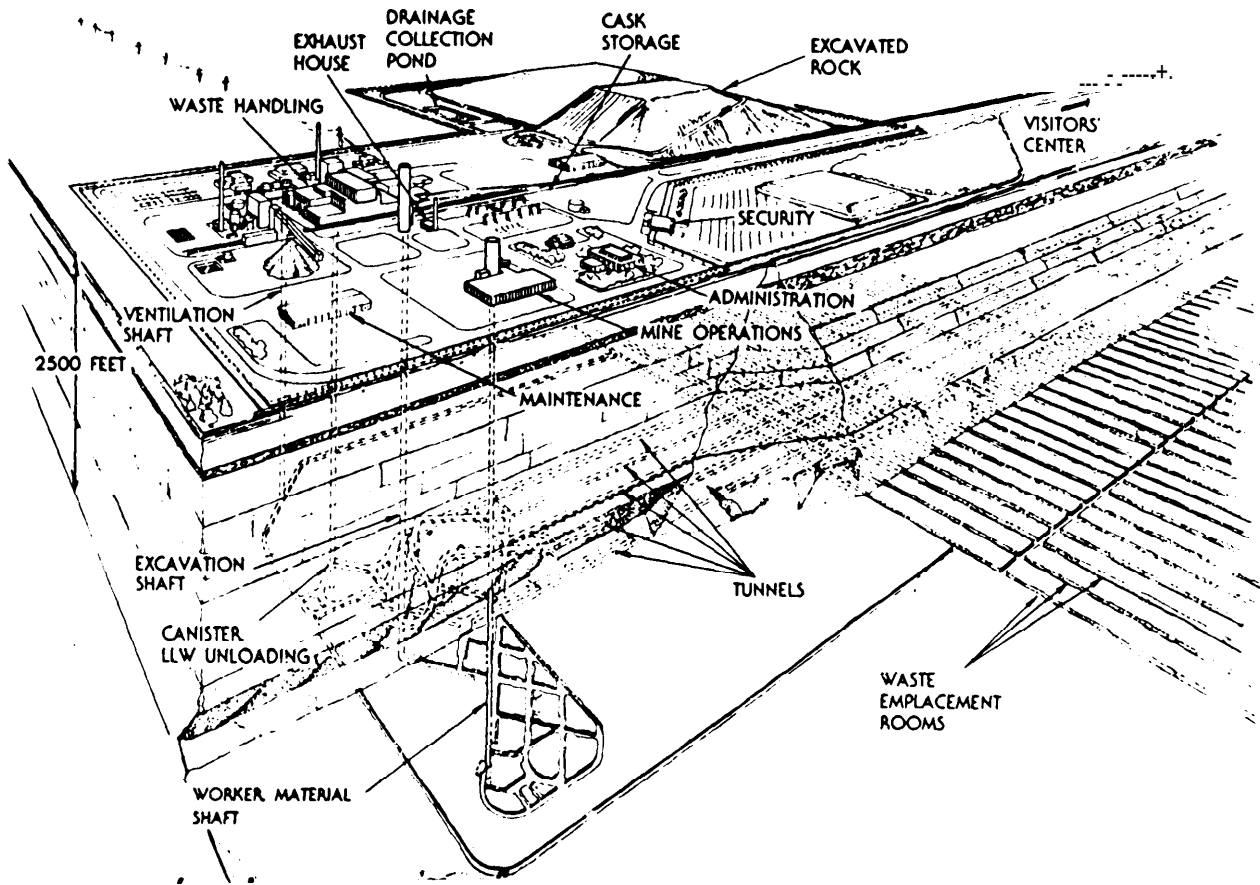 DRAINAGE
COLLECTION
POND
CASK
STORAGE
EXHAUST
HOUSE
EXCAVATED
ROCK
WASTE HANDLING
VISITORS'
CENTER
SECURITY
VENTILATION
SHAFT
ADMINISTRATION
MINE OPERATIONS
2500 FEET
MAINTENANCE
EXCAVATION
SHAFT
TUNNELS
CANISTER
LLW UNLOADING
WASTE
EMPLACEMENT
ROOMS
WORKER MATERIAL
SHAFT